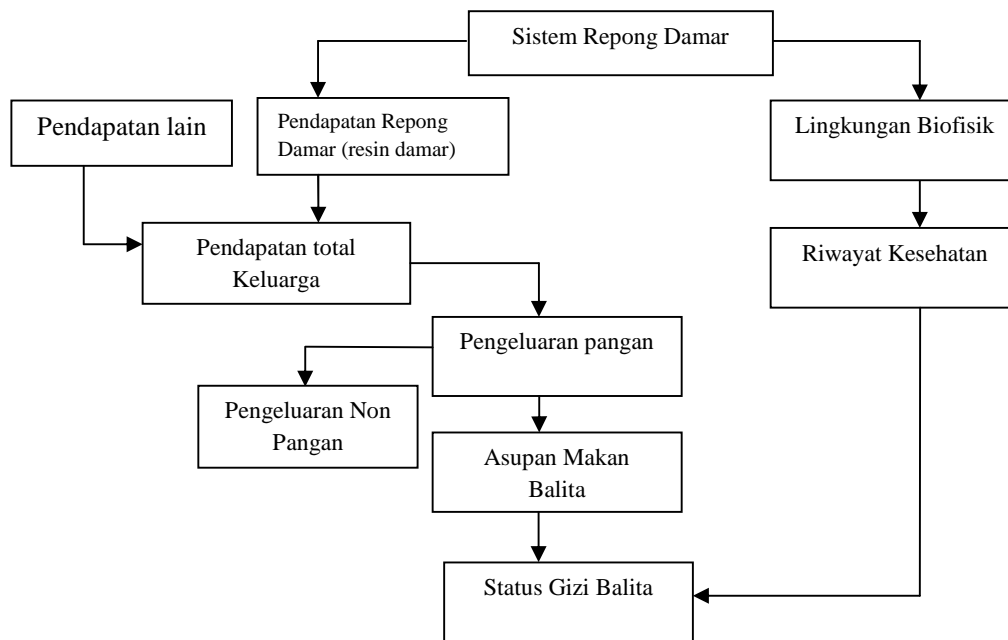 Sistem Repong Damar
Pendapatan lain
Pendapatan Repong
Damar (resin damar)
Lingkungan Biofisik
Pendapatan total
Keluarga
Riwayat Kesehatan
Pengeluaran pangan
Pengeluaran Non
Pangan
Asupan Makan
Balita
Status Gizi Balita